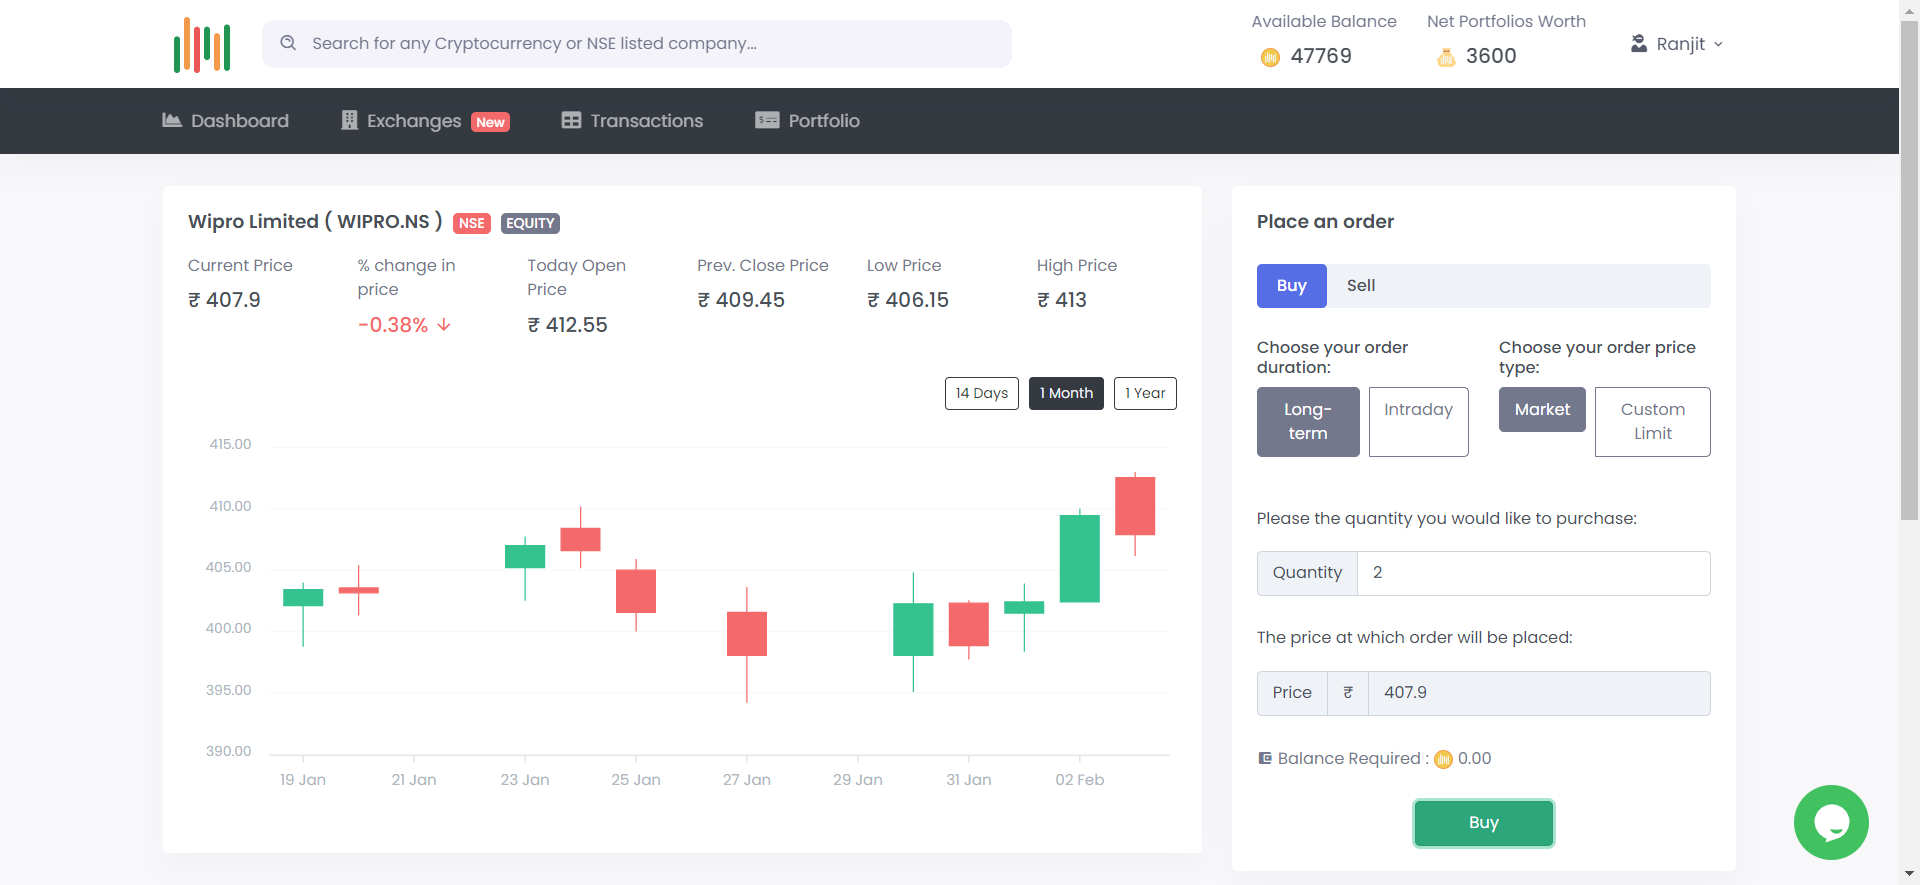 Search for any Cryptocurrency or NSE listed company...
Available Balance
47769
Net Portfolios Worth
3600
Ranjit
Dashboard
Exchanges New
Transactions
Portfolio
Wipro Limited ( WIPRO.NS ) NSE EQUITY
Current Price
₹ 407.9
% change in
price
-0.38% ↓
Today Open
Price
₹ 412.55
Prev. Close Price
₹ 409.45
Low Price
₹ 406.15
High Price
₹ 413
14 Days
1 Month
1 Year
415.00
410.00
405.00
400.00
395.00
390.00
19 Jan
21 Jan
23 Jan
25 Jan
27 Jan
29 Jan
31 Jan
02 Feb
Place an order
Buy
Sell
Choose your order
duration:
Long-
term
Intraday
Choose your order price
type:
Market
Custom
Limit
Please the quantity you would like to purchase:
Quantity 2
The price at which order will be placed:
Price ₹ 407.9
Balance Required : 0.00
Buy